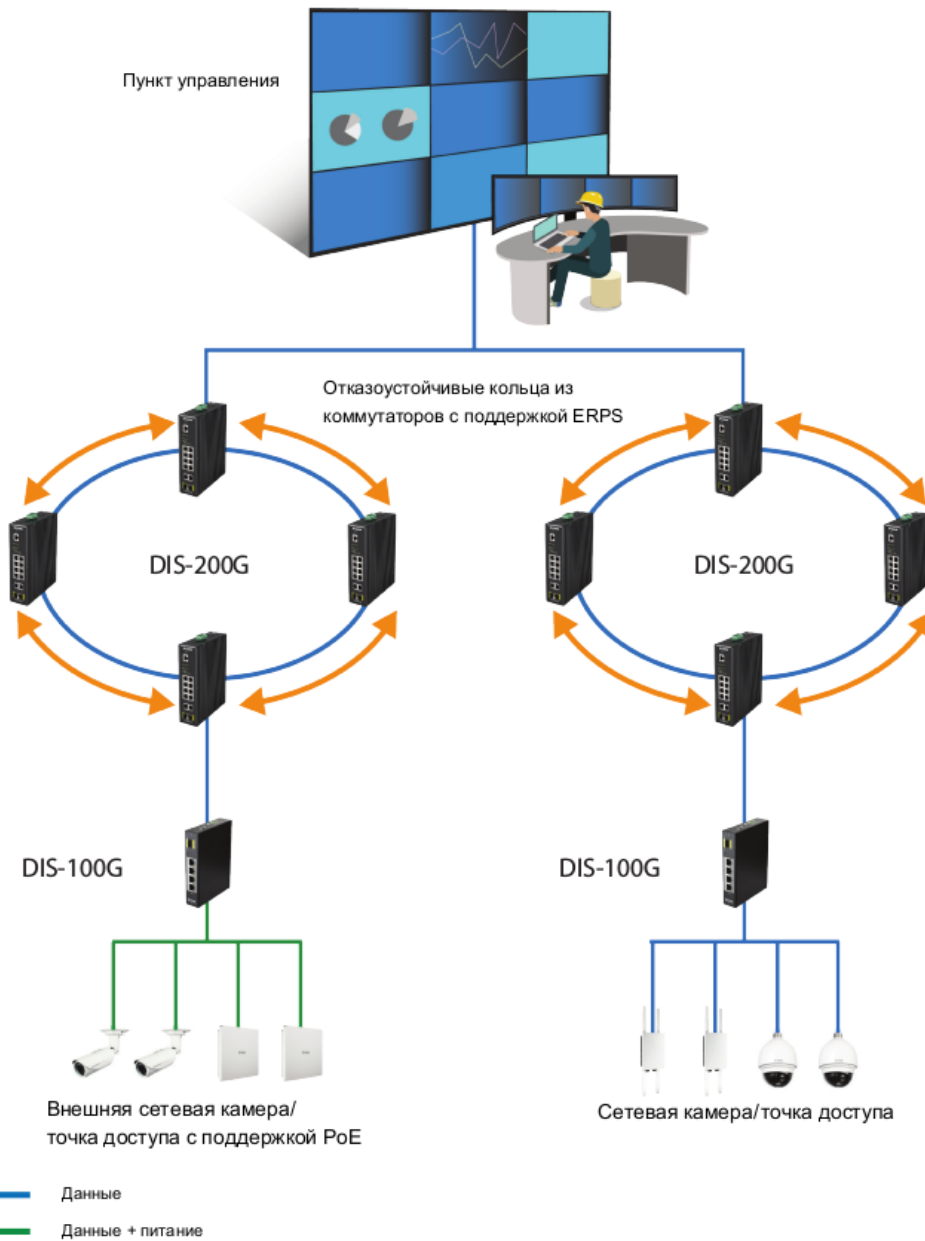 Пункт управления
Отказоустойчивые кольца из
коммутаторов с поддержкой ERPS
DIS-200G
DIS-200G
DIS-100G
DIS-100G
Внешняя сетевая камера/
точка доступа с поддержкой PoE
Сетевая камера/точка доступа
Данные
Данные + питание